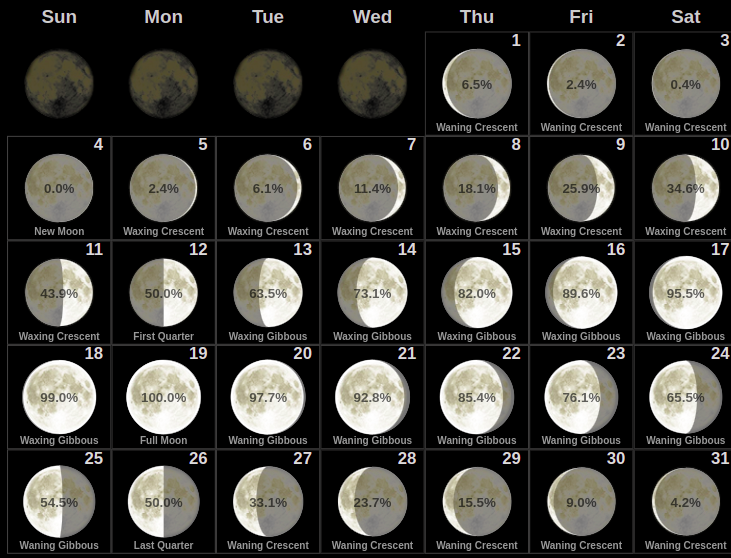 Sun Mon Tue Wed Thu Fri Sat
1 2 3
6.5% 2.4% 0.4%
Waning Crescent Waning Crescent Waning Crescent
4 5 6 7 8 9 10
0.0% 2.4% 6.1% 11.4% 18.1% 25.9% 34.6%
New Moon Waxing Crescent Waxing Crescent Waxing Crescent Waxing Crescent Waxing Crescent Waxing Crescent
11 12 13 14 15 16 17
43.9% 50.0% 63.5% 73.1% 82.0% 89.6% 95.5%
Waxing Crescent First Quarter Waxing Gibbous Waxing Gibbous Waxing Gibbous Waxing Gibbous Waxing Gibbous
18 19 20 21 22 23 24
99.0% 100.0% 97.7% 92.8% 85.4% 76.1% 65.5%
Waxing Gibbous Full Moon Waning Gibbous Waning Gibbous Waning Gibbous Waning Gibbous Waning Gibbous
25 26 27 28 29 30 31
54.5% 50.0% 33.1% 23.7% 15.5% 9.0% 4.2%
Waning Gibbous Last Quarter Waning Crescent Waning Crescent Waning Crescent Waning Crescent Waning Crescent